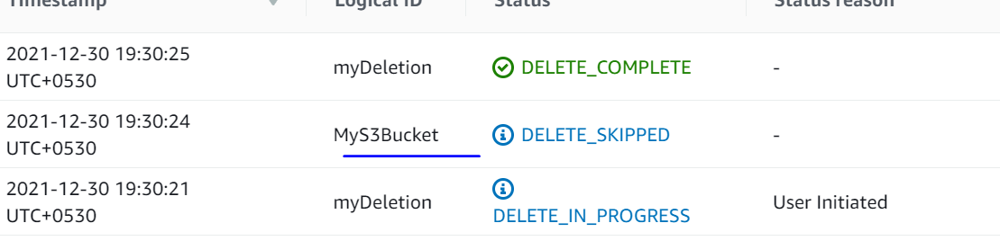 Timestamp Logical ID Status Status reason
2021-12-30 19:30:25
UTC+0530
myDeletion
DELETE_COMPLETE
-
2021-12-30 19:30:24
UTC+0530
MyS3Bucket
DELETE_SKIPPED
-
2021-12-30 19:30:21
UTC+0530
myDeletion
DELETE_IN_PROGRESS
User Initiated